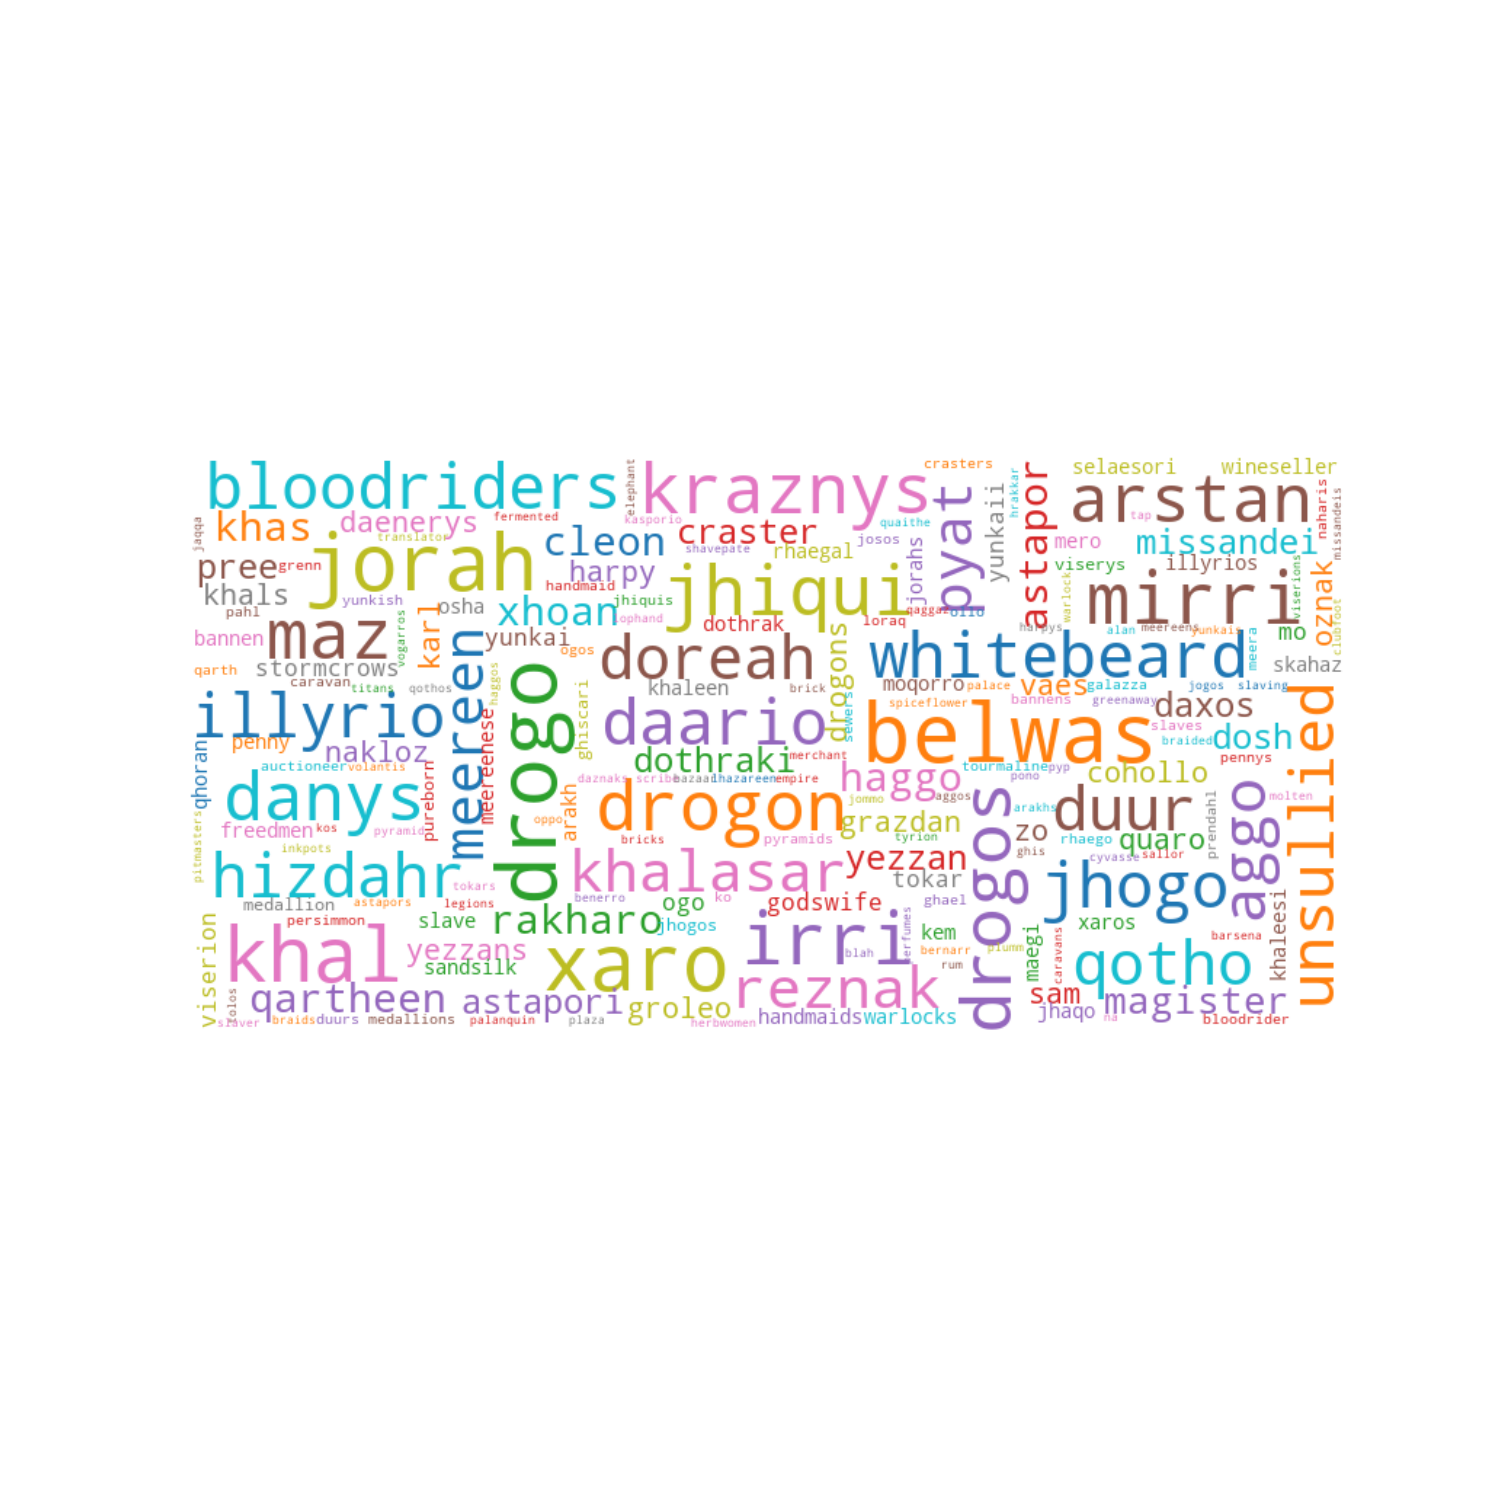 bloodriders
elephant
kraznys
crasters
hrakkar
astapor
selaesori
wineseller
arstan
naharis
missandeis
jaqqa
khas
daenerys
fermented
translator
jorah
cleon
kasporio
craster
shavepate
quaithe
josos
rhaegal
jorahs
pyat
yunkaii
tap
mero
missandei
pree
grenn
harpy
handmaid
jhiqui
viserys
illyrios
viserions
oznak
khals
yunkish
jhiquis
warlock
mirri
pahl
maz
vogarros
karl
osha
xhoan
lophand
dothrak
loraq
qaggaz
ollo
harpys
alan
meereens
yunkais
meera
mo
clubfoot
bannen
yunkai
ogos
doreah
drogons
whitebeard
skahaz
qarth
stormcrows
caravan
titans
qothos
haggos
khaleen
brick
moqorro
palace
vaes
galazza
jogos
slaving
illyrio
meereen
meereenese
drogo
ghiscari
daario
sewers
spiceflower
bannens
greenaway
daxos
belwas
slaves
braided
dosh
unsullied
penny
nakloz
dothraki
merchant
pennys
qhoran
auctioneer
volantis
pureborn
daznaks
scribe
bazaar
lhazareen
empire
haggo
tourmaline
pyp
pono
cohollo
danys
arakh
drogon
jommo
aggos
drogos
arakhs
duur
prendahl
aggo
molten
pitmasters
freedmen
kos
pyramid
oppo
bricks
pyramids
grazdan
tyrion
zo
rhaego
quaro
inkpots
ghis
cyvasse
sallor
hizdahr
tokars
khalasar
yezzan
tokar
jhogo
medallion
astapors
legions
benerro
ogo
ko
godswife
ghael
persimmon
slave
rakharo
jhogos
irri
perfumes
kem
maegi
caravans
xaros
barsena
khaleesi
viserion
khal
yezzans
sandsilk
xaro
blah
bernarr
plumm
rum
qotho
yolos
qartheen
astapori
groleo
reznak
sam
magister
slaver
braids
duurs
medallions
palanquin
plaza
herbwomen
handmaids
warlocks
jhaqo
na
bloodrider